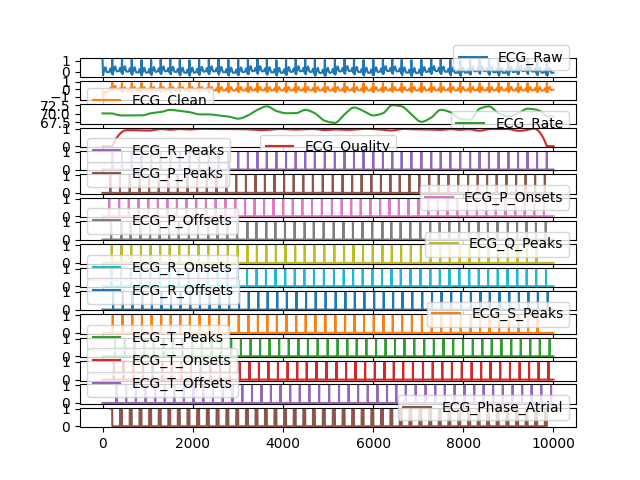 1
0
ECG_Raw
0
−1
ECG_Clean
72.5
70.0
67.5
ECG_Rate
1
0
ECG_Quality
1
0
ECG_R_Peaks
1
0
ECG_P_Peaks
1
0
ECG_P_Onsets
1
0
ECG_P_Offsets
1
0
ECG_Q_Peaks
1
0
ECG_R_Onsets
1
0
ECG_R_Offsets
1
0
ECG_S_Peaks
1
0
ECG_T_Peaks
1
0
ECG_T_Onsets
1
0
ECG_T_Offsets
1
0
ECG_Phase_Atrial
0 2000 4000 6000 8000 10000